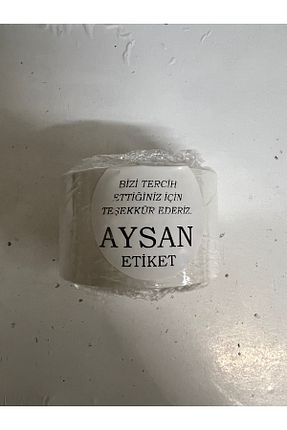 BİZİ TERCİH
ETTİĞİNİZ İÇİN
TEŞEKKÜR EDERİZ.
AYSAN
ETİKET